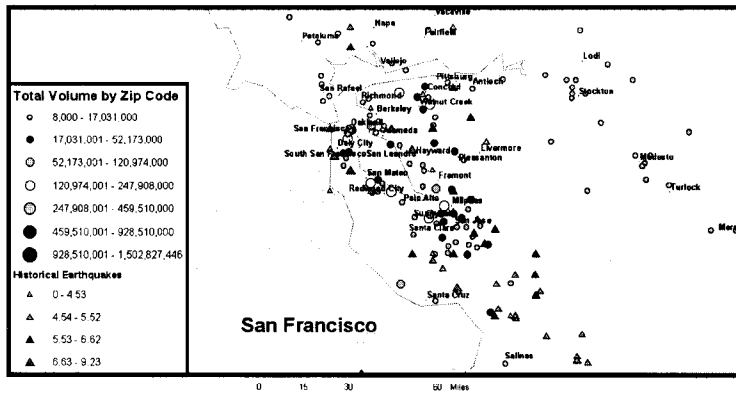 Vacaville
Napa
Fairfield
Petaluma
Lodi
Vallejo
Pittsburg
Antioch
San Rafael
Concord
Stockton
Richmond
Walnut Creek
Berkeley
Oakland
San Francisco
Alameda
Daly City
Livermore
South San Francisco
San Leandro
Hayward
Pleasanton
Modesto
San Mateo
Fremont
Turlock
Redwood City
Palo Alto
Milpitas
Santa Clara
San Jose
Santa Cruz
San Francisco
Salinas
Total Volume by Zip Code
8,000 - 17,031,000
17,031,001 - 52,173,000
52,173,001 - 120,974,000
120,974,001 - 247,908,000
247,908,001 - 459,510,000
459,510,001 - 928,510,000
928,510,001 - 1,502,827,446
Historical Earthquakes
0 - 4.53
4.54 - 5.52
5.53 - 6.62
6.63 - 9.23
0 15 30 60 Miles